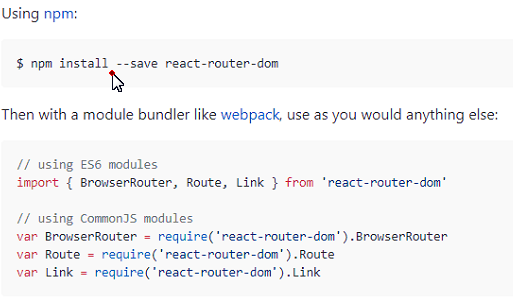 Using npm:
$ npm install --save react-router-dom
Then with a module bundler like webpack, use as you would anything else:
// using ES6 modules
import { BrowserRouter, Route, Link } from 'react-router-dom'
// using CommonJS modules
var BrowserRouter = require('react-router-dom').BrowserRouter
var Route = require('react-router-dom').Route
var Link = require('react-router-dom').Link